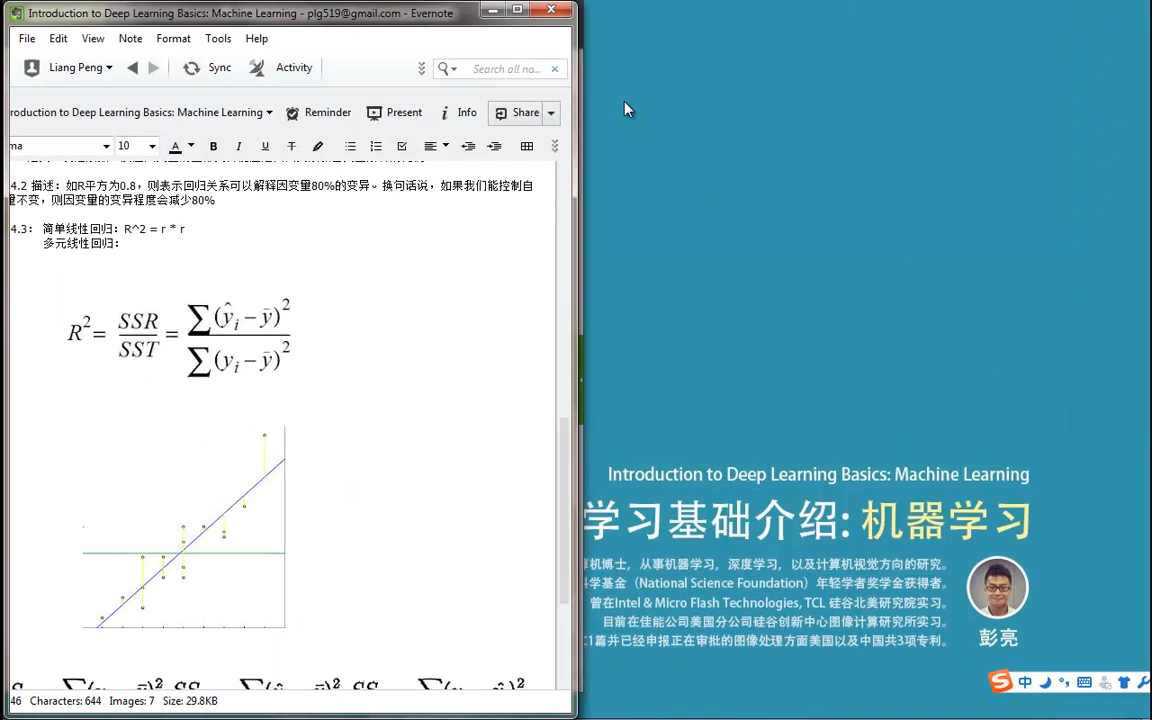 Introduction to Deep Learning Basics: Machine Learning - plg519@gmail.com - Evernote
File Edit View Note Format Tools Help
Liang Peng Sync Activity Search all no...
roduction to Deep Learning Basics: Machine Learning Reminder Present Info Share
ma 10 A B I U T
4.2 描述：如R平方为0.8，则表示回归关系可以解释因变量80%的变异。换句话说，如果我们能控制自
量不变，则因变量的变异程度会减少80%
4.3： 简单线性回归：R^2 = r * r
多元线性回归：
R^2 = SSR/SST = ∑(ŷ_i − ȳ)^2 / ∑(y_i − ȳ)^2
46 Characters: 644 Images: 7 Size: 29.8KB
Introduction to Deep Learning Basics: Machine Learning
学习基础介绍: 机器学习
机博士，从事机器学习，深度学习，以及计算机视觉方向的研究。
科学基金（National Science Foundation）年轻学者奖学金获得者。
曾在Intel & Micro Flash Technologies, TCL 硅谷北美研究院实习。
目前在佳能公司美国分公司硅谷创新中心图像计算研究所实习。
1篇并已经申报正在审批的图像处理方面美国以及中国共3项专利。
彭亮
中